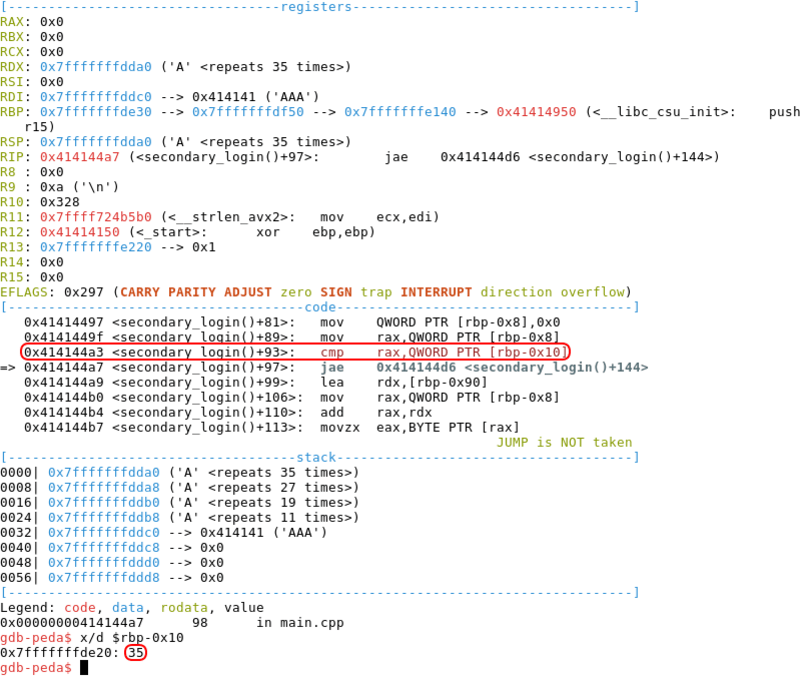 [----------------------------------registers-----------------------------------]
RAX: 0x0
RBX: 0x0
RCX: 0x0
RDX: 0x7fffffffdda0 ('A' <repeats 35 times>)
RSI: 0x0
RDI: 0x7fffffffddc0 --> 0x414141 ('AAA')
RBP: 0x7fffffffde30 --> 0x7fffffffdf50 --> 0x7fffffffe140 --> 0x41414950 (<__libc_csu_init>:    push
   r15)
RSP: 0x7fffffffdda0 ('A' <repeats 35 times>)
RIP: 0x414144a7 (<secondary_login()+97>:        jae    0x414144d6 <secondary_login()+144>)
R8 : 0x0
R9 : 0xa ('\n')
R10: 0x328
R11: 0x7ffff724b5b0 (<__strlen_avx2>:   mov    ecx,edi)
R12: 0x41414150 (<_start>:      xor    ebp,ebp)
R13: 0x7fffffffe220 --> 0x1
R14: 0x0
R15: 0x0
EFLAGS: 0x297 (CARRY PARITY ADJUST zero SIGN trap INTERRUPT direction overflow)
[-------------------------------------code-------------------------------------]
   0x41414497 <secondary_login()+81>:   mov    QWORD PTR [rbp-0x8],0x0
   0x4141449f <secondary_login()+89>:   mov    rax,QWORD PTR [rbp-0x8]
   0x414144a3 <secondary_login()+93>:   cmp    rax,QWORD PTR [rbp-0x10]
=> 0x414144a7 <secondary_login()+97>:   jae    0x414144d6 <secondary_login()+144>
   0x414144a9 <secondary_login()+99>:   lea    rdx,[rbp-0x90]
   0x414144b0 <secondary_login()+106>:  mov    rax,QWORD PTR [rbp-0x8]
   0x414144b4 <secondary_login()+110>:  add    rax,rdx
   0x414144b7 <secondary_login()+113>:  movzx  eax,BYTE PTR [rax]
JUMP is NOT taken
[------------------------------------stack-------------------------------------]
0000| 0x7fffffffdda0 ('A' <repeats 35 times>)
0008| 0x7fffffffdda8 ('A' <repeats 27 times>)
0016| 0x7fffffffddb0 ('A' <repeats 19 times>)
0024| 0x7fffffffddb8 ('A' <repeats 11 times>)
0032| 0x7fffffffddc0 --> 0x414141 ('AAA')
0040| 0x7fffffffddc8 --> 0x0
0048| 0x7fffffffddd0 --> 0x0
0056| 0x7fffffffddd8 --> 0x0
[------------------------------------------------------------------------------]
Legend: code, data, rodata, value
0x00000000414144a7      98      in main.cpp
gdb-peda$ x/d $rbp-0x10
0x7fffffffde20: 35
gdb-peda$